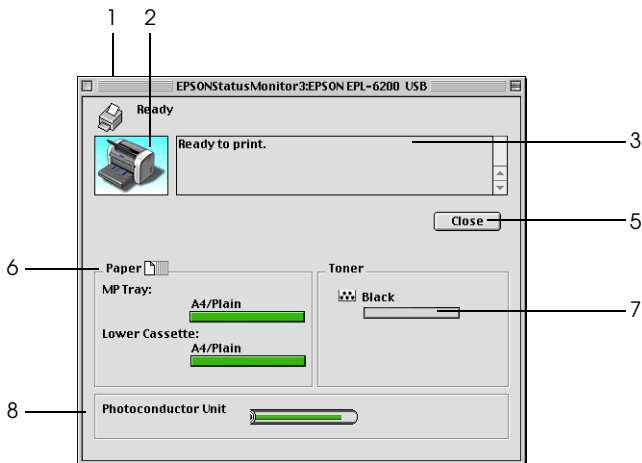 1 2
EPSONStatusMonitor3:EPSON EPL-6200 USB
Ready
Ready to print.
3
Close
5
6
Paper
MP Tray:
A4/Plain
Lower Cassette:
A4/Plain
Toner
Black
7
8
Photoconductor Unit